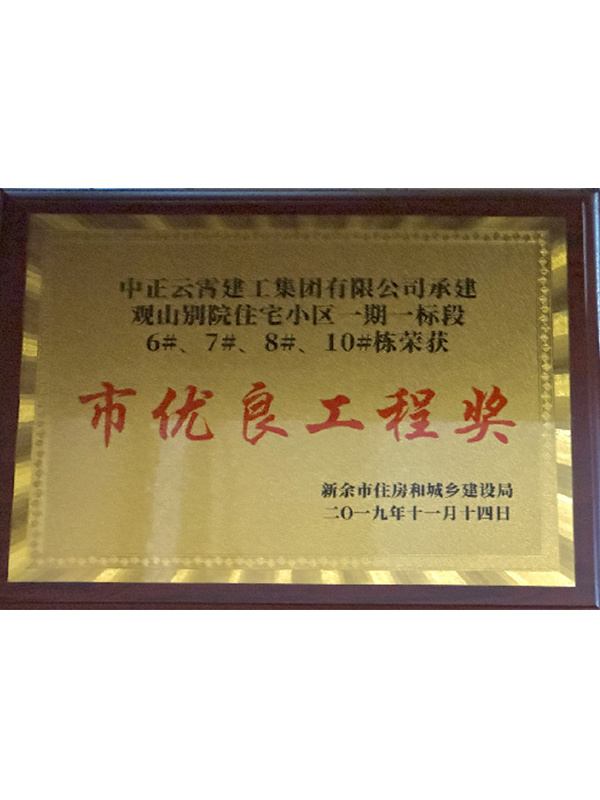 中正云霄建工集团有限公司承建
观山别院住宅小区一期一标段
6#、7#、8#、10#栋荣获
市优良工程奖
新余市住房和城乡建设局
二〇一九年十一月十四日